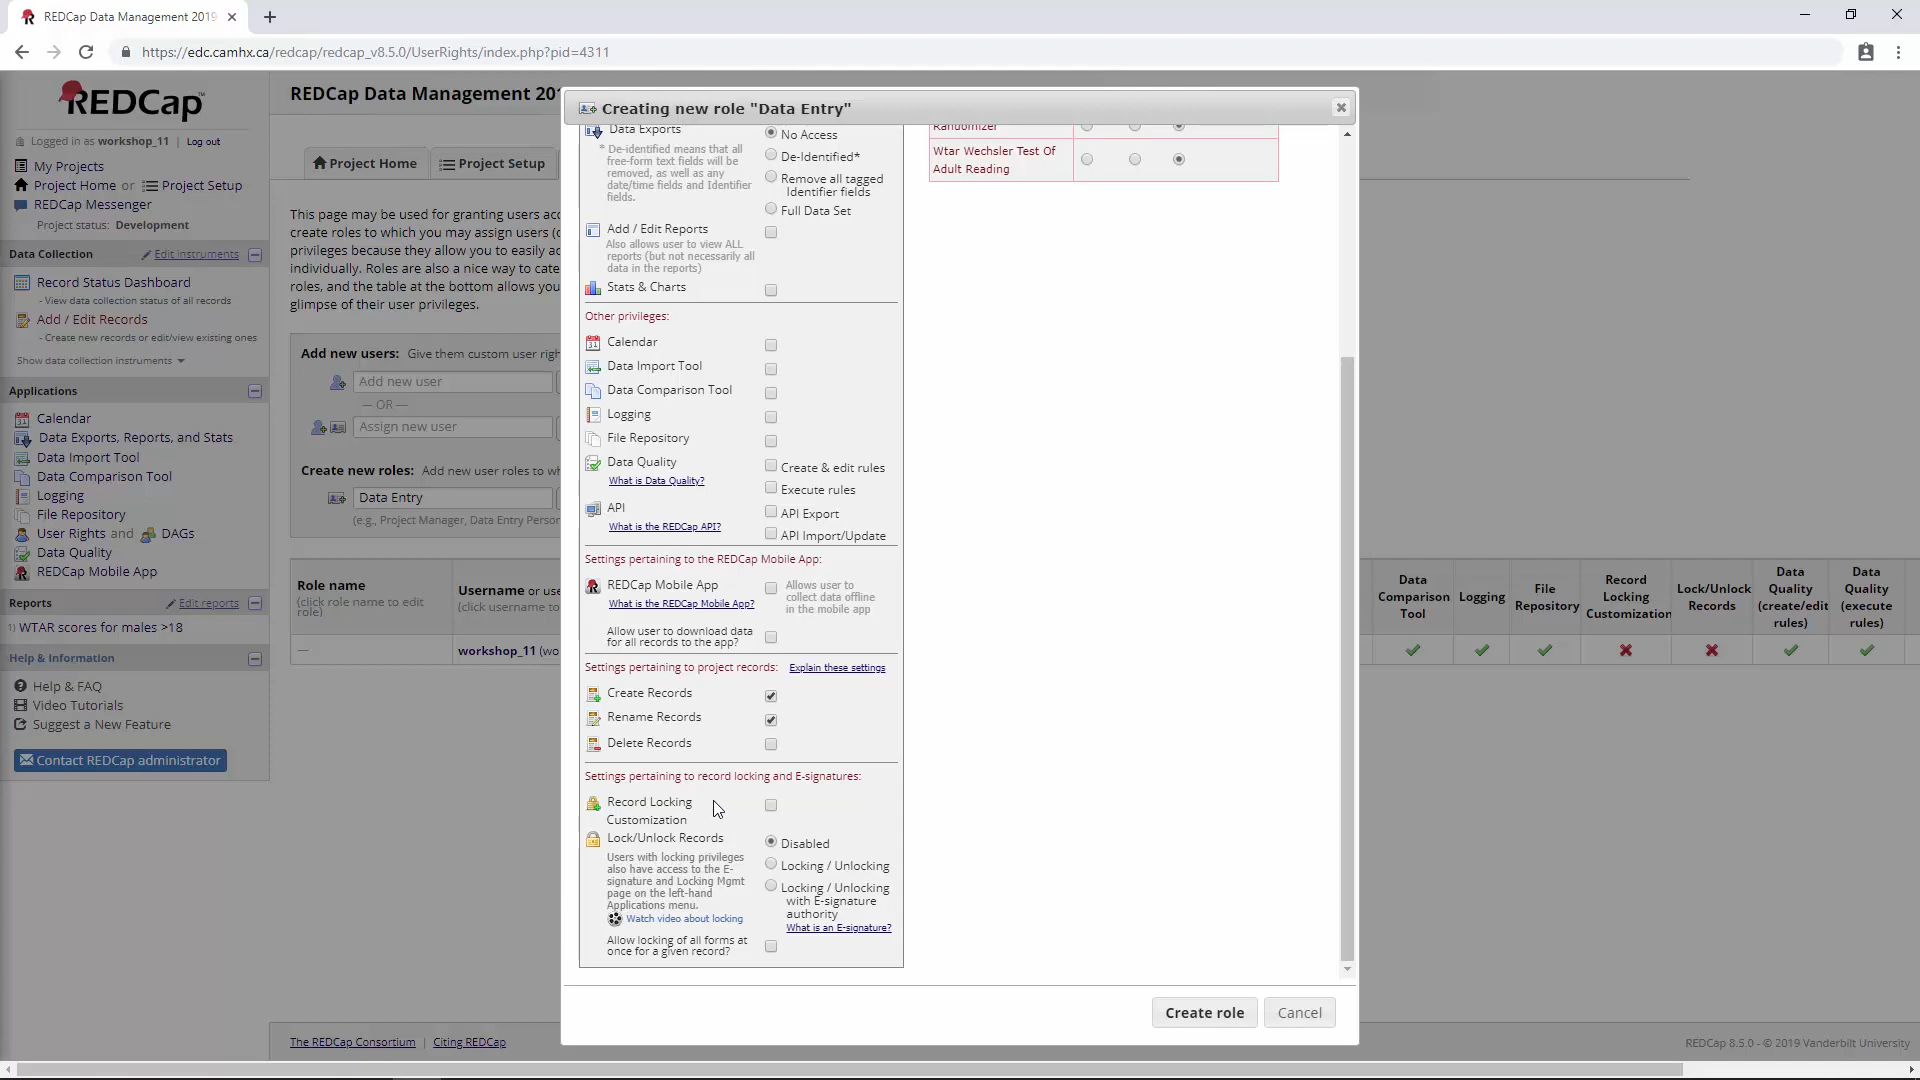 REDCap Data Management 2019
https://edc.camhx.ca/redcap/redcap_v8.5.0/UserRights/index.php?pid=4311
REDCap
Logged in as workshop_11 | Log out
My Projects
Project Home or Project Setup
REDCap Messenger
Project status: Development
Data Collection Edit instruments
Record Status Dashboard
- View data collection status of all records
Add / Edit Records
- Create new records or edit/view existing ones
Show data collection instruments
Applications
Calendar
Data Exports, Reports, and Stats
Data Import Tool
Data Comparison Tool
Logging
File Repository
User Rights and DAGs
Data Quality
REDCap Mobile App
Reports Edit reports
1) WTAR scores for males >18
Help & Information
Help & FAQ
Video Tutorials
Suggest a New Feature
Contact REDCap administrator
REDCap Data Management 201
Project Home Project Setup
This page may be used for granting users acc
create roles to which you may assign users (o
privileges because they allow you to easily ac
individually. Roles are also a nice way to cate
roles, and the table at the bottom allows you
glimpse of their user privileges.
Add new users: Give them custom user righ
Add new user
— OR —
Assign new user
Create new roles: Add new user roles to wh
Data Entry
(e.g., Project Manager, Data Entry Person
Role name
(click role name to edit
role)
Username or use
(click username to
— workshop_11 (wo
Creating new role "Data Entry"
Data Exports
* De-identified means that all
free-form text fields will be
removed, as well as any
date/time fields and Identifier
fields.
No Access
De-Identified*
Remove all tagged
Identifier fields
Full Data Set
Add / Edit Reports
Also allows user to view ALL
reports (but not necessarily all
data in the reports)
Stats & Charts
Other privileges:
Calendar
Data Import Tool
Data Comparison Tool
Logging
File Repository
Data Quality
What is Data Quality?
Create & edit rules
Execute rules
API
What is the REDCap API?
API Export
API Import/Update
Settings pertaining to the REDCap Mobile App:
REDCap Mobile App
What is the REDCap Mobile App?
Allows user to
collect data offline
in the mobile app
Allow user to download data
for all records to the app?
Settings pertaining to project records: Explain these settings
Create Records
Rename Records
Delete Records
Settings pertaining to record locking and E-signatures:
Record Locking
Customization
Lock/Unlock Records
Users with locking privileges
also have access to the E-
signature and Locking Mgmt
page on the left-hand
Applications menu.
Watch video about locking
Disabled
Locking / Unlocking
Locking / Unlocking
with E-signature
authority
What is an E-signature?
Allow locking of all forms at
once for a given record?
Randomizer
Wtar Wechsler Test Of
Adult Reading
Create role Cancel
Data
Comparison
Tool
Logging
File
Repository
Record
Locking
Customization
Lock/Unlock
Records
Data
Quality
(create/edit
rules)
Data
Quality
(execute
rules)
The REDCap Consortium | Citing REDCap
REDCap 8.5.0 - © 2019 Vanderbilt University